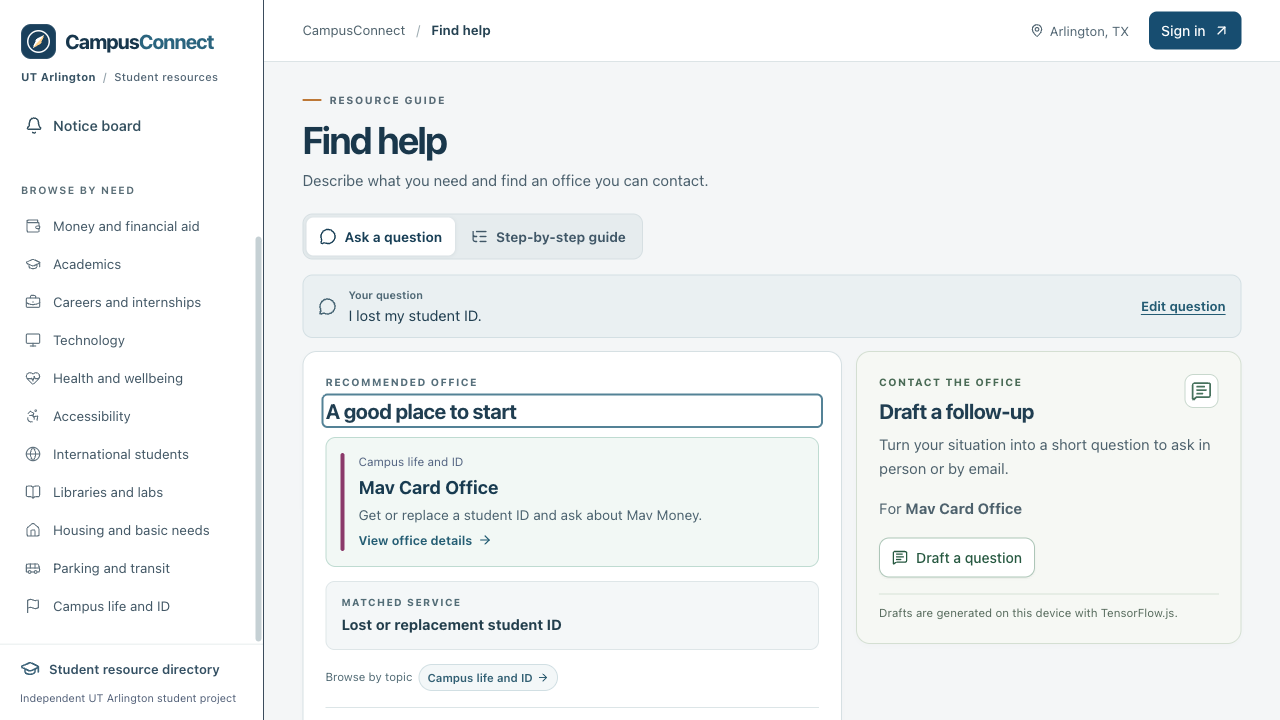 CampusConnect
UT Arlington / Student resources
Notice board
BROWSE BY NEED
Money and financial aid
Academics
Careers and internships
Technology
Health and wellbeing
Accessibility
International students
Libraries and labs
Housing and basic needs
Parking and transit
Campus life and ID
Student resource directory
Independent UT Arlington student project
CampusConnect / Find help
Arlington, TX
Sign in
RESOURCE GUIDE
Find help
Describe what you need and find an office you can contact.
Ask a question
Step-by-step guide
Your question
I lost my student ID.
Edit question
RECOMMENDED OFFICE
A good place to start
Campus life and ID
Mav Card Office
Get or replace a student ID and ask about Mav Money.
View office details
MATCHED SERVICE
Lost or replacement student ID
Browse by topic
Campus life and ID
CONTACT THE OFFICE
Draft a follow-up
Turn your situation into a short question to ask in
person or by email.
For Mav Card Office
Draft a question
Drafts are generated on this device with TensorFlow.js.